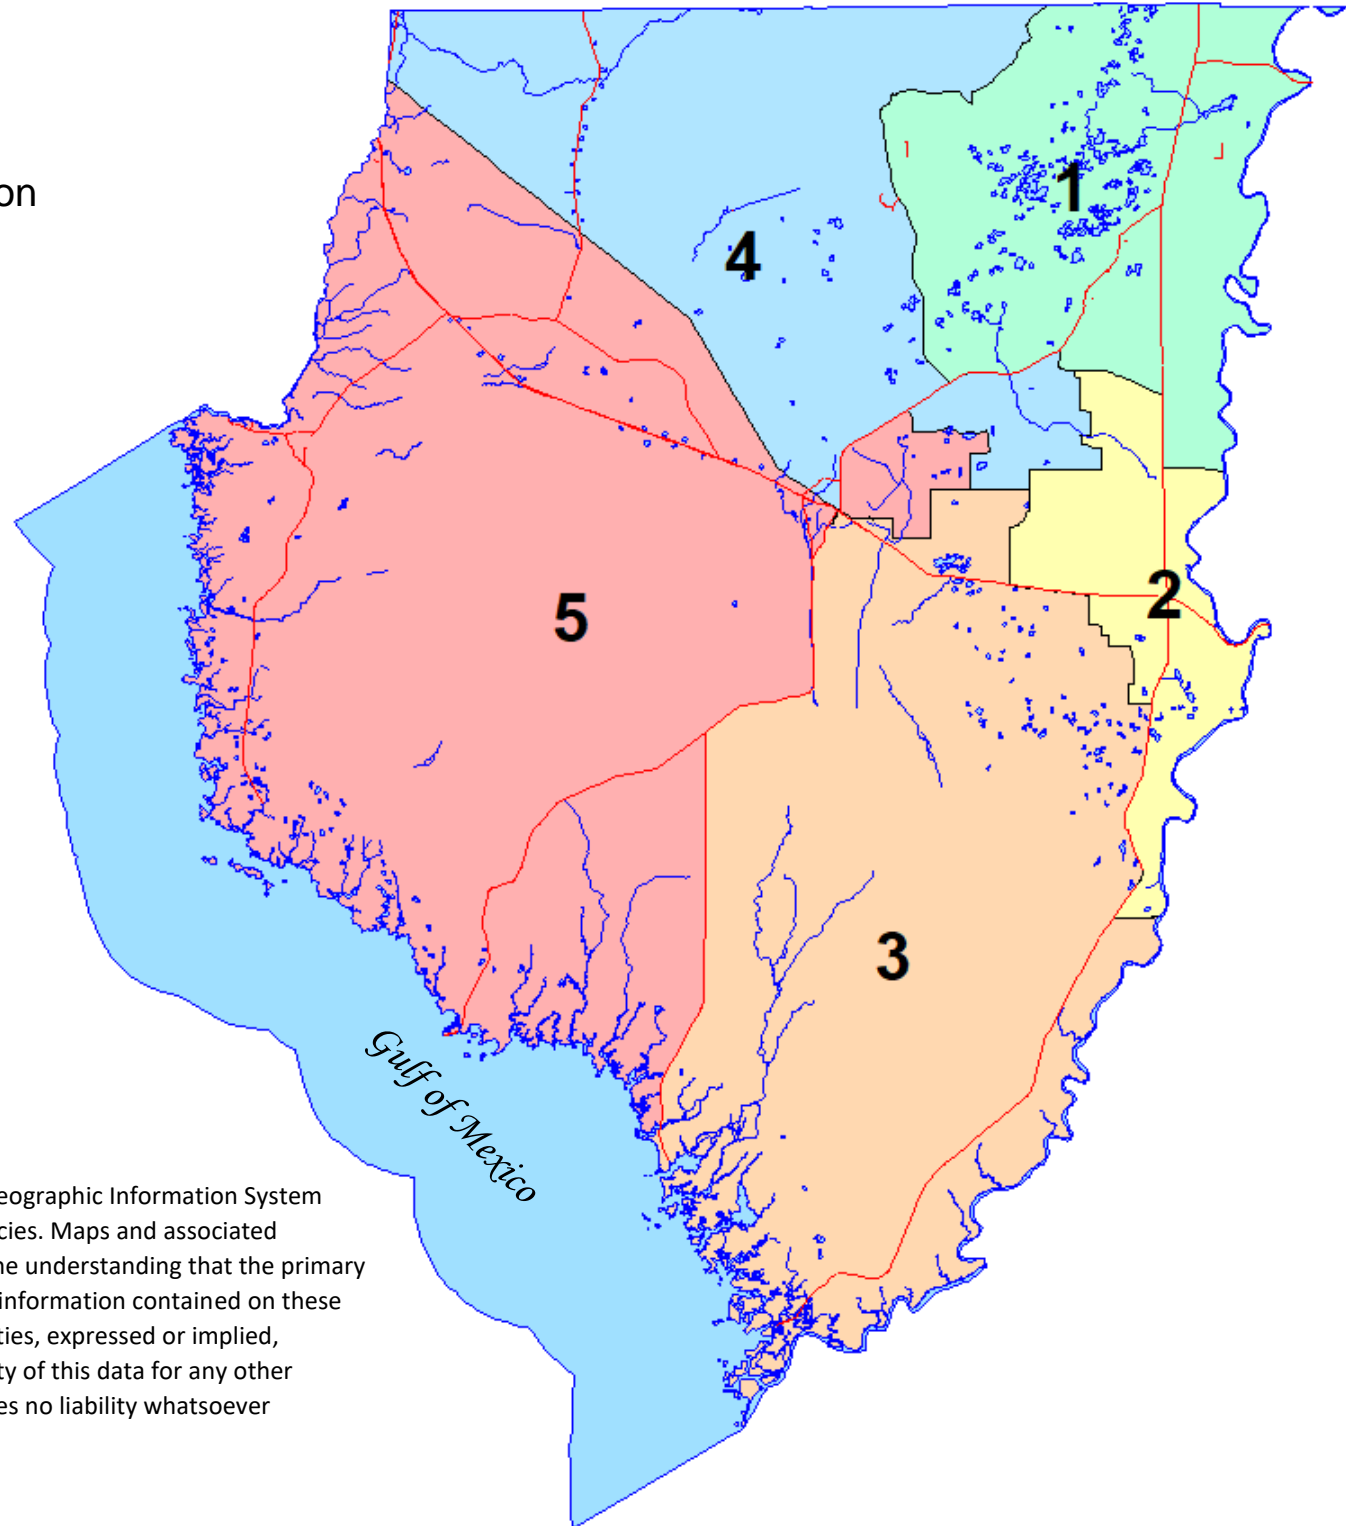 on
1
4
5
2
3
Gulf of Mexico
eographic Information System
cies. Maps and associated
he understanding that the primary
information contained on these
ties, expressed or implied,
ty of this data for any other
es no liability whatsoever